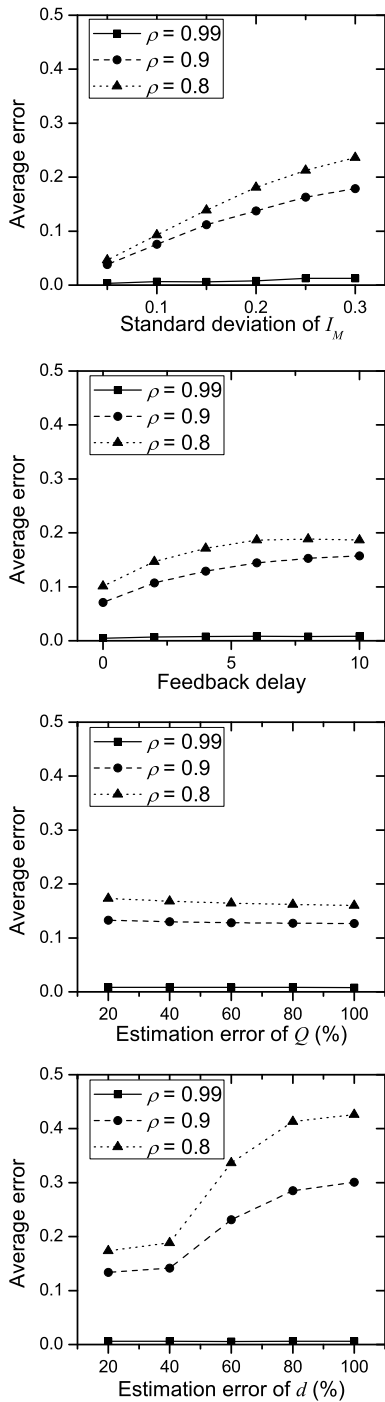 0.5
ρ = 0.99
ρ = 0.9
ρ = 0.8
0.4
0.3
0.2
0.1
0.0
Average error
0.1 0.2 0.3
Standard deviation of I_M
0.5
ρ = 0.99
ρ = 0.9
ρ = 0.8
0.4
0.3
0.2
0.1
0.0
Average error
0 5 10
Feedback delay
0.5
ρ = 0.99
ρ = 0.9
ρ = 0.8
0.4
0.3
0.2
0.1
0.0
Average error
20 40 60 80 100
Estimation error of Q (%)
0.5
ρ = 0.99
ρ = 0.9
ρ = 0.8
0.4
0.3
0.2
0.1
0.0
Average error
20 40 60 80 100
Estimation error of d (%)